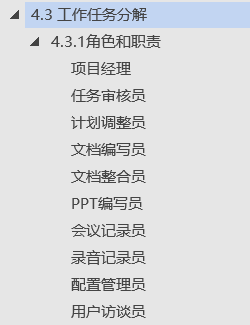 4.3 工作任务分解
4.3.1角色和职责
项目经理
任务审核员
计划调整员
文档编写员
文档整合员
PPT编写员
会议记录员
录音记录员
配置管理员
用户访谈员